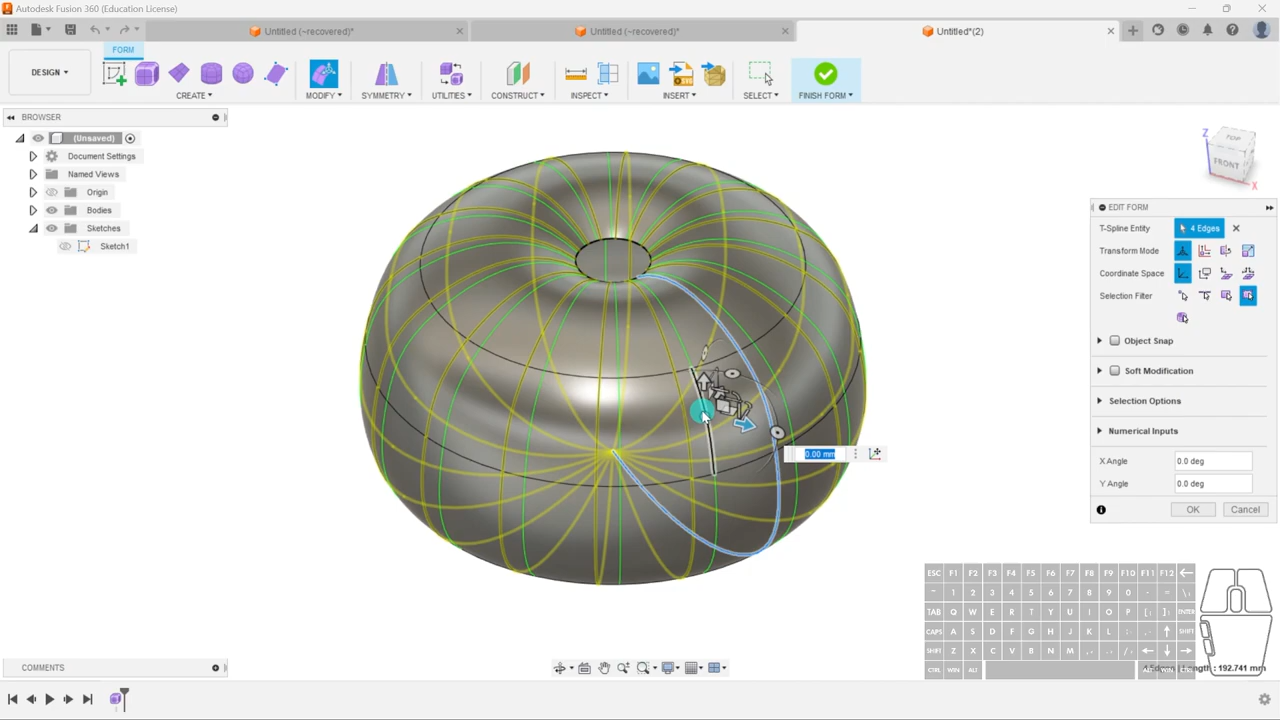 Autodesk Fusion 360 (Education License)
Untitled (~recovered)*
Untitled (~recovered)*
Untitled*(2)
FORM
DESIGN
CREATE
MODIFY
SYMMETRY
UTILITIES
CONSTRUCT
INSPECT
INSERT
SELECT
FINISH FORM
BROWSER
(Unsaved)
Document Settings
Named Views
Origin
Bodies
Sketches
Sketch1
FRONT
Z
X
EDIT FORM
T-Spline Entity
4 Edges
Transform Mode
Coordinate Space
Selection Filter
Object Snap
Soft Modification
Selection Options
Numerical Inputs
X Angle
0.0 deg
Y Angle
0.0 deg
OK
Cancel
0.00 mm
ESC F1 F2 F3 F4 F5 F6 F7 F8 F9 F10 F11 F12
1 2 3 4 5 6 7 8 9 0 - =
TAB Q W E R T Y U I O P
CAPS A S D F G H J K L SHIFT
SHIFT Z X C V B N M
CTRL WIN ALT
: 192.741 mm
COMMENTS